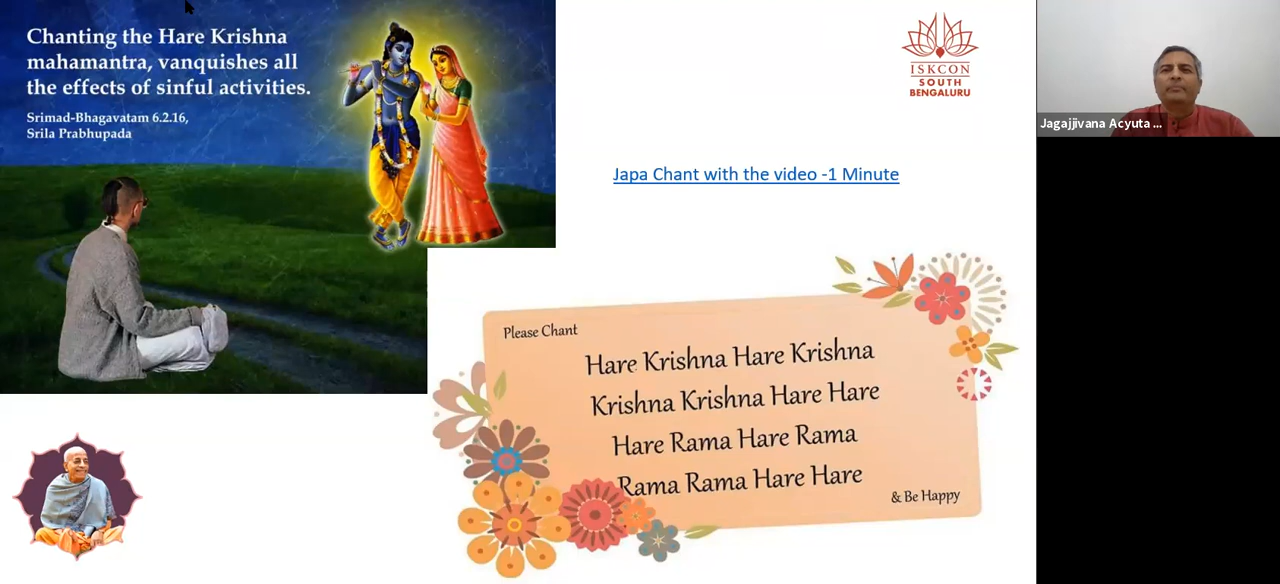 Chanting the Hare Krishna
mahamantra, vanquishes all
the effects of sinful activities.
Srimad-Bhagavatam 6.2.16,
Srila Prabhupada
ISKCON
SOUTH
BENGALURU
Jagajjivana Acyuta ...
Japa Chant with the video -1 Minute
Please Chant
Hare Krishna Hare Krishna
Krishna Krishna Hare Hare
Hare Rama Hare Rama
Rama Rama Hare Hare
& Be Happy